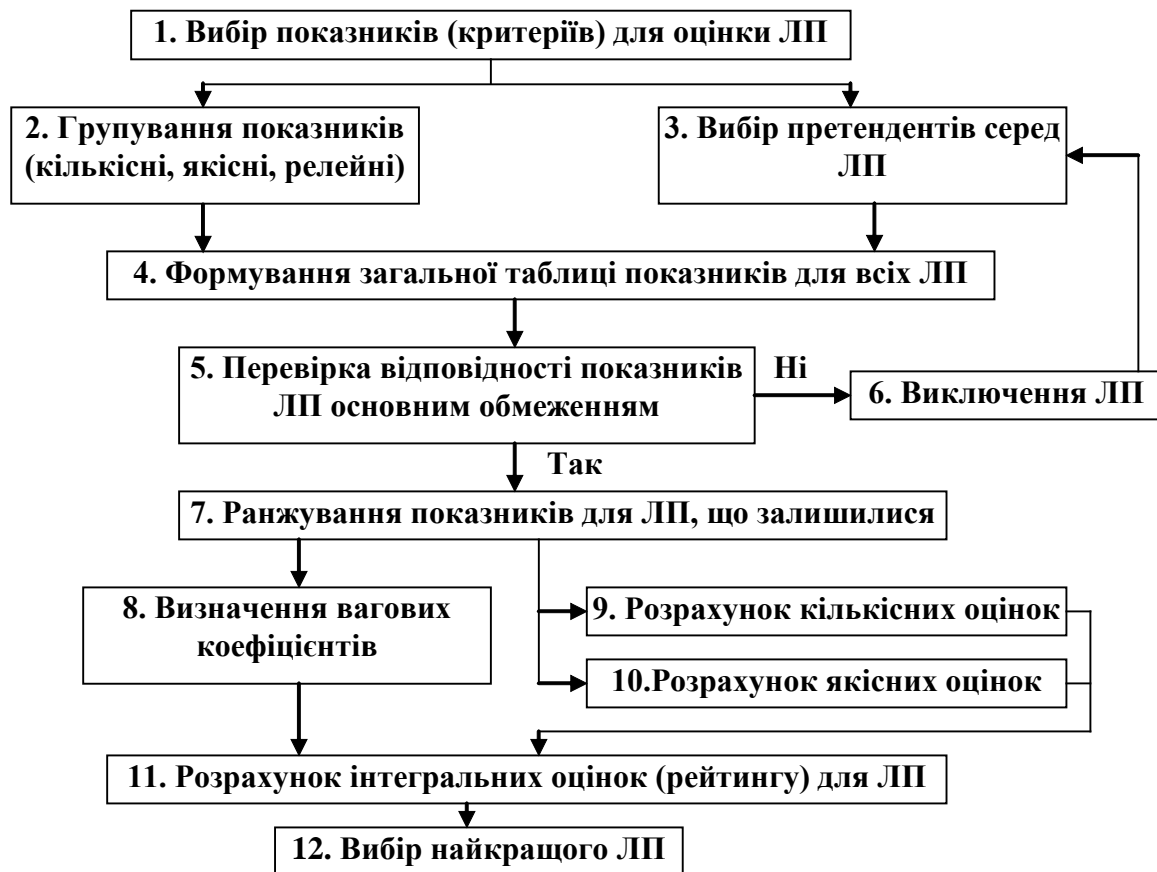 1. Вибір показників (критеріїв) для оцінки ЛП
2. Групування показників
(кількісні, якісні, релейні)
3. Вибір претендентів серед
ЛП
4. Формування загальної таблиці показників для всіх ЛП
5. Перевірка відповідності показників
ЛП основним обмеженням
Ні
6. Виключення ЛП
Так
7. Ранжування показників для ЛП, що залишилися
8. Визначення вагових
коефіцієнтів
9. Розрахунок кількісних оцінок
10.Розрахунок якісних оцінок
11. Розрахунок інтегральних оцінок (рейтингу) для ЛП
12. Вибір найкращого ЛП